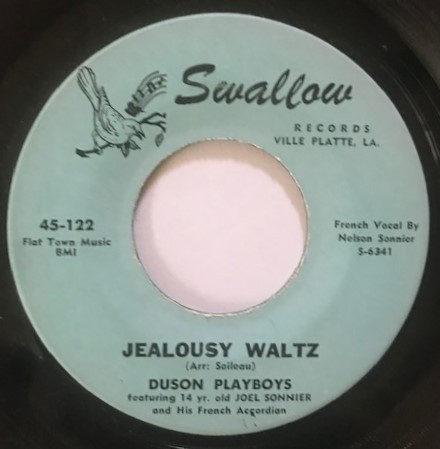 Swallow
RECORDS
VILLE PLATTE, LA.
45-122
Flat Town Music
BMI
French Vocal By
Nelson Sonnier
S-6341
JEALOUSY WALTZ
(Arr: Soileau)
DUSON PLAYBOYS
featuring 14 yr. old JOEL SONNIER
and His French Accordian